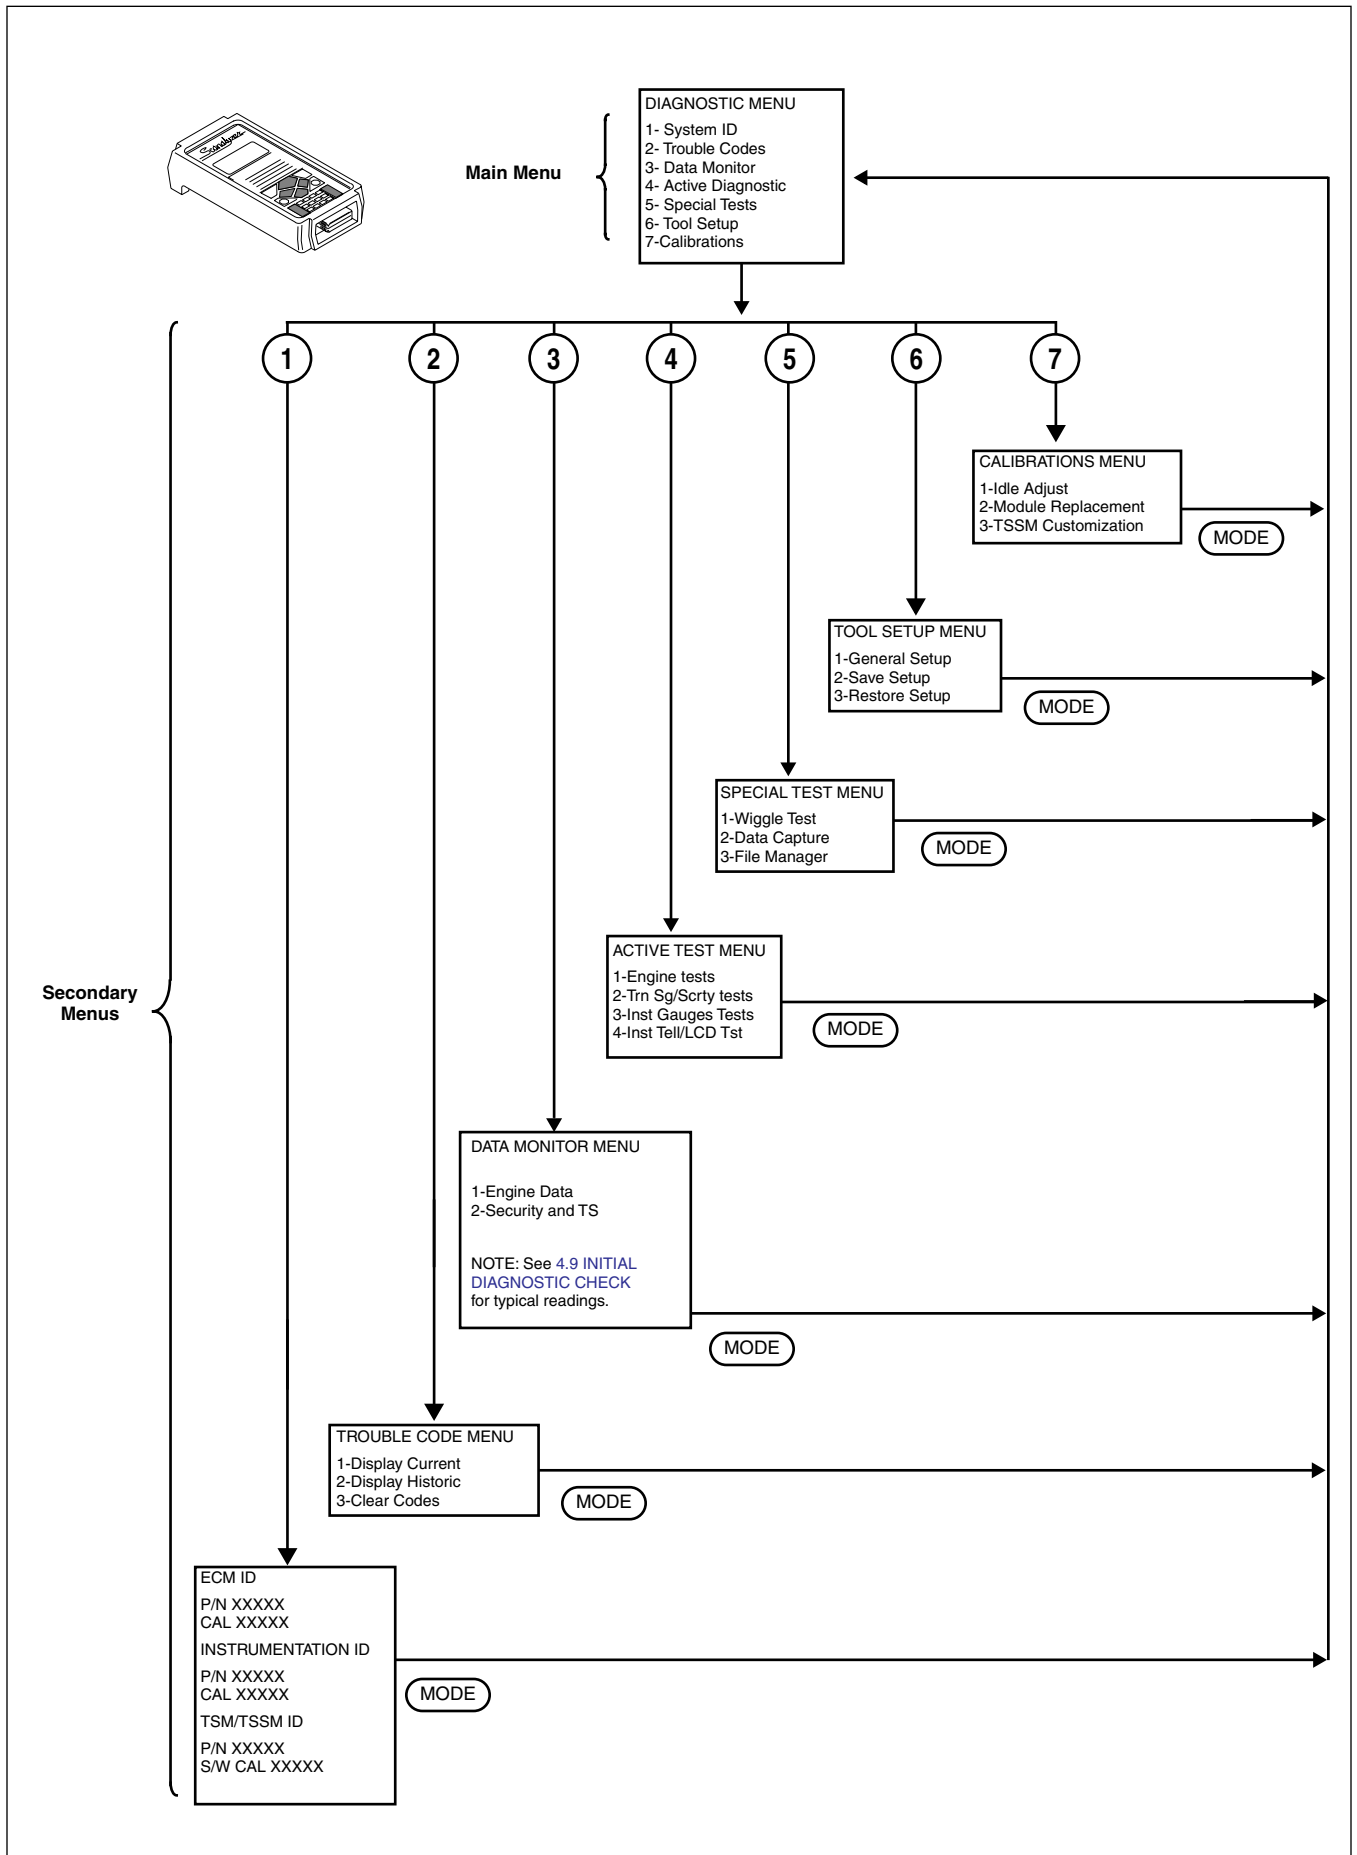 Scanalyzer
DIAGNOSTIC MENU
1- System ID
2- Trouble Codes
3- Data Monitor
4- Active Diagnostic
5- Special Tests
6- Tool Setup
7-Calibrations
Main Menu
1
2
3
4
5
6
7
CALIBRATIONS MENU
1-Idle Adjust
2-Module Replacement
3-TSSM Customization
MODE
TOOL SETUP MENU
1-General Setup
2-Save Setup
3-Restore Setup
MODE
SPECIAL TEST MENU
1-Wiggle Test
2-Data Capture
3-File Manager
MODE
ACTIVE TEST MENU
1-Engine tests
2-Trn Sg/Scrty tests
3-Inst Gauges Tests
4-Inst Tell/LCD Tst
MODE
Secondary
Menus
DATA MONITOR MENU
1-Engine Data
2-Security and TS
NOTE: See 4.9 INITIAL
DIAGNOSTIC CHECK
for typical readings.
MODE
TROUBLE CODE MENU
1-Display Current
2-Display Historic
3-Clear Codes
MODE
ECM ID
P/N XXXXX
CAL XXXXX
INSTRUMENTATION ID
P/N XXXXX
CAL XXXXX
TSM/TSSM ID
P/N XXXXX
S/W CAL XXXXX
MODE